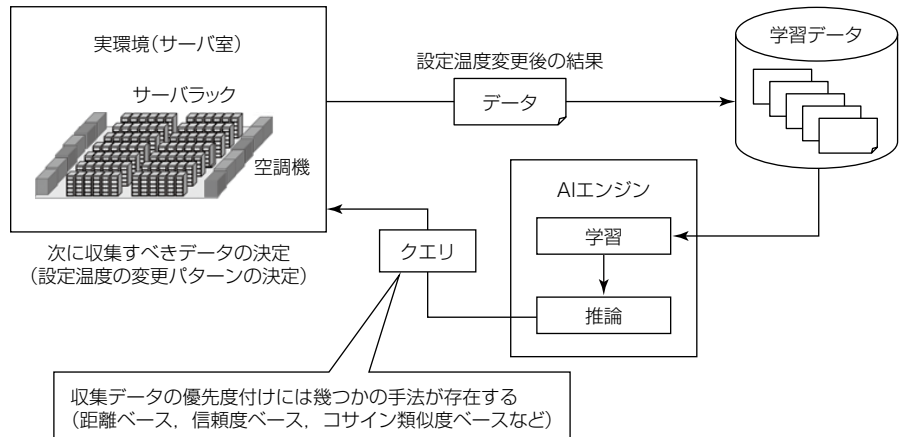 実環境（サーバ室）
サーバラック
空調機
設定温度変更後の結果
データ
学習データ
AIエンジン
学習
推論
クエリ
次に収集すべきデータの決定
（設定温度の変更パターンの決定）
収集データの優先度付けには幾つかの手法が存在する
（距離ベース，信頼度ベース，コサイン類似度ベースなど）